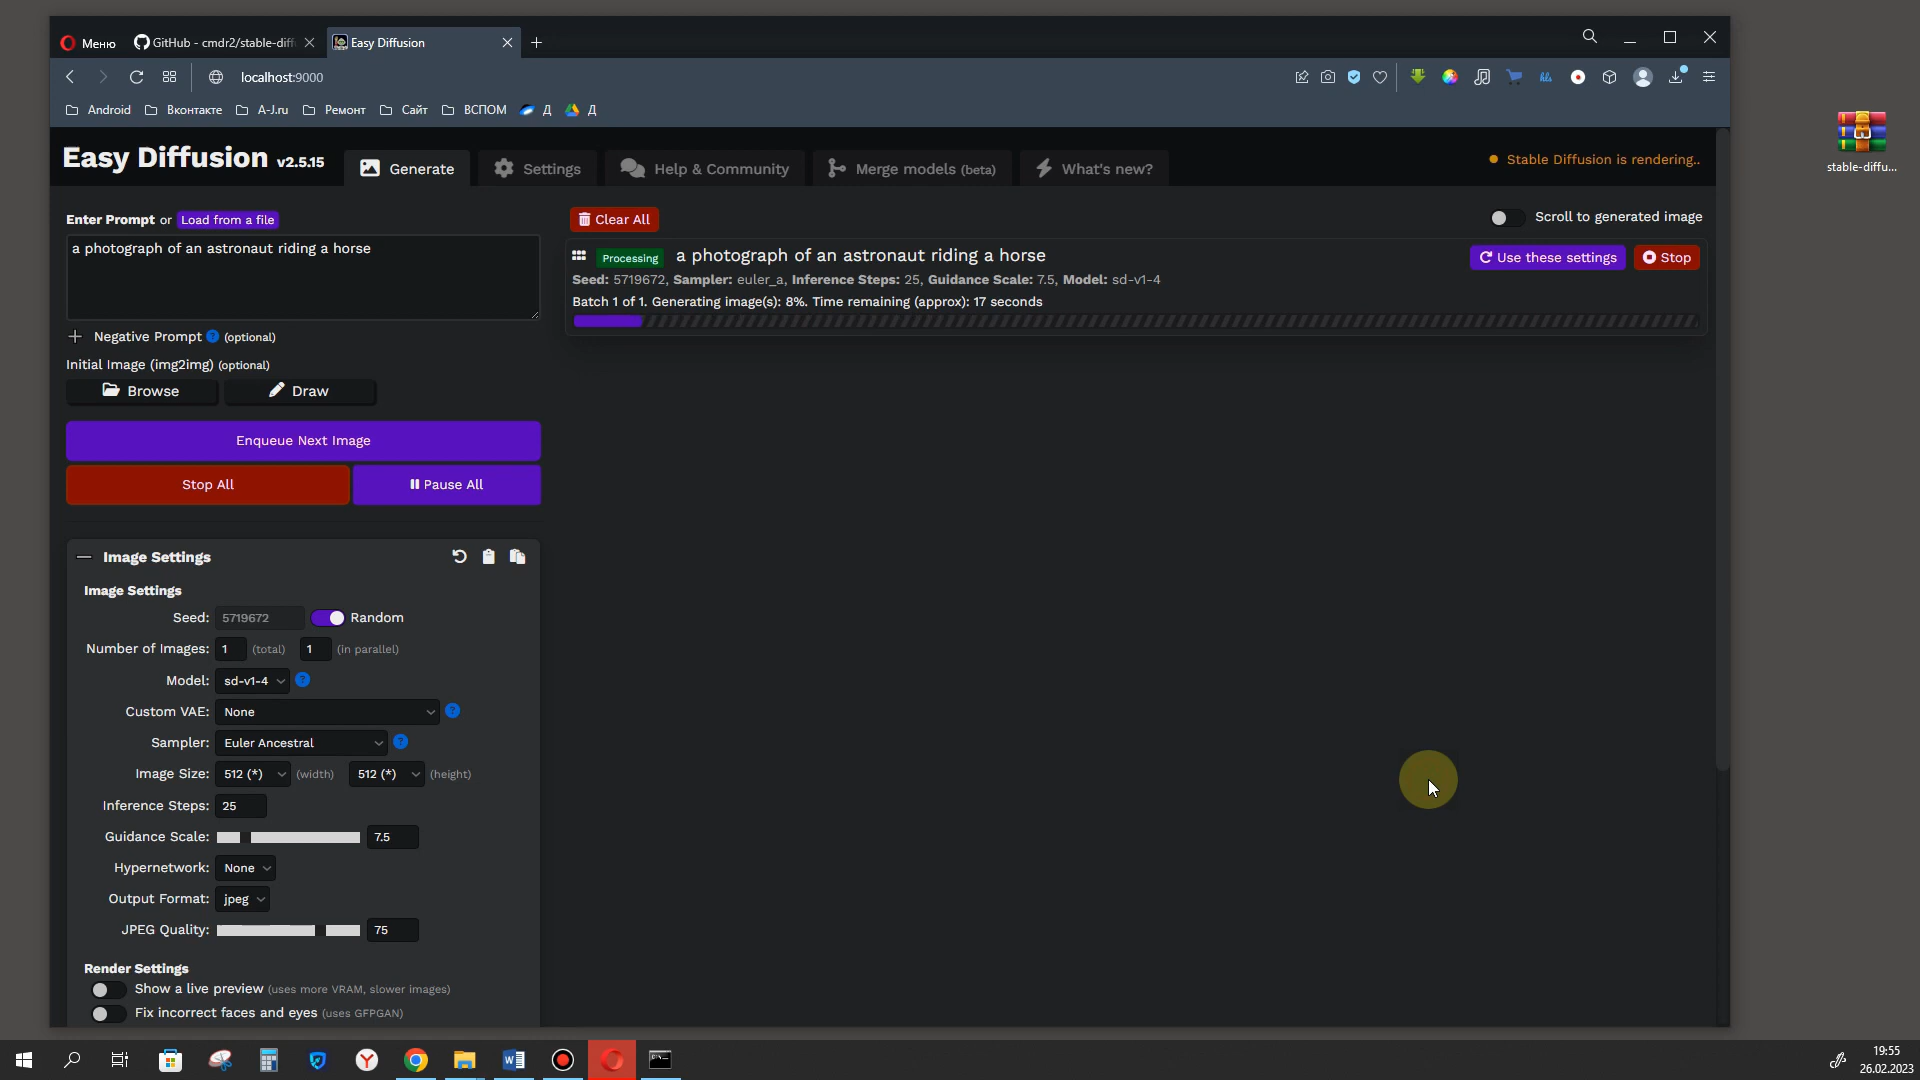 Меню
GitHub - cmdr2/stable-diff
Easy Diffusion
localhost:9000
Android
Вконтакте
A-J.ru
Ремонт
Сайт
ВСПОМ
Д
Д
Easy Diffusion v2.5.15
Generate
Settings
Help & Community
Merge models (beta)
What's new?
Stable Diffusion is rendering..
stable-diffu...
Enter Prompt or Load from a file
a photograph of an astronaut riding a horse
Negative Prompt ? (optional)
Initial Image (img2img) (optional)
Browse
Draw
Enqueue Next Image
Stop All
Pause All
Clear All
Scroll to generated image
Processing a photograph of an astronaut riding a horse
Use these settings
Stop
Seed: 5719672, Sampler: euler_a, Inference Steps: 25, Guidance Scale: 7.5, Model: sd-v1-4
Batch 1 of 1. Generating image(s): 8%. Time remaining (approx): 17 seconds
Image Settings
Image Settings
Seed: 5719672 Random
Number of Images: 1 (total) 1 (in parallel)
Model: sd-v1-4 ?
Custom VAE: None ?
Sampler: Euler Ancestral ?
Image Size: 512 (*) (width) 512 (*) (height)
Inference Steps: 25
Guidance Scale: 7.5
Hypernetwork: None
Output Format: jpeg
JPEG Quality: 75
Render Settings
Show a live preview (uses more VRAM, slower images)
Fix incorrect faces and eyes (uses GFPGAN)
19:55
26.02.2023